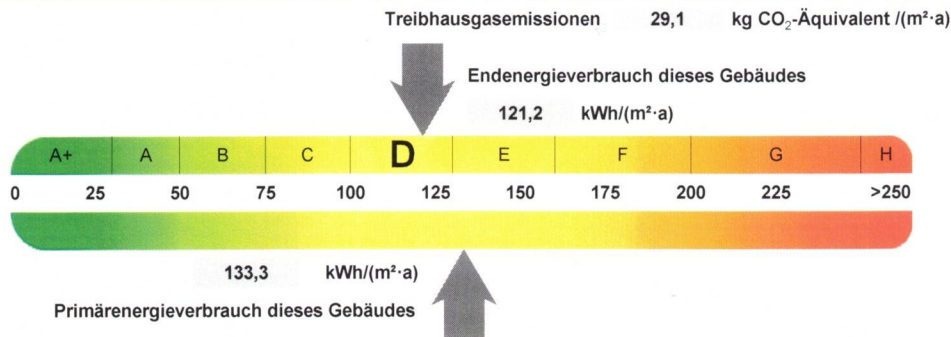 Treibhausgasemissionen 29,1 kg CO₂-Äquivalent /(m²·a)
Endenergieverbrauch dieses Gebäudes
121,2 kWh/(m²·a)
A+ A B C D E F G H
0 25 50 75 100 125 150 175 200 225 >250
133,3 kWh/(m²·a)
Primärenergieverbrauch dieses Gebäudes